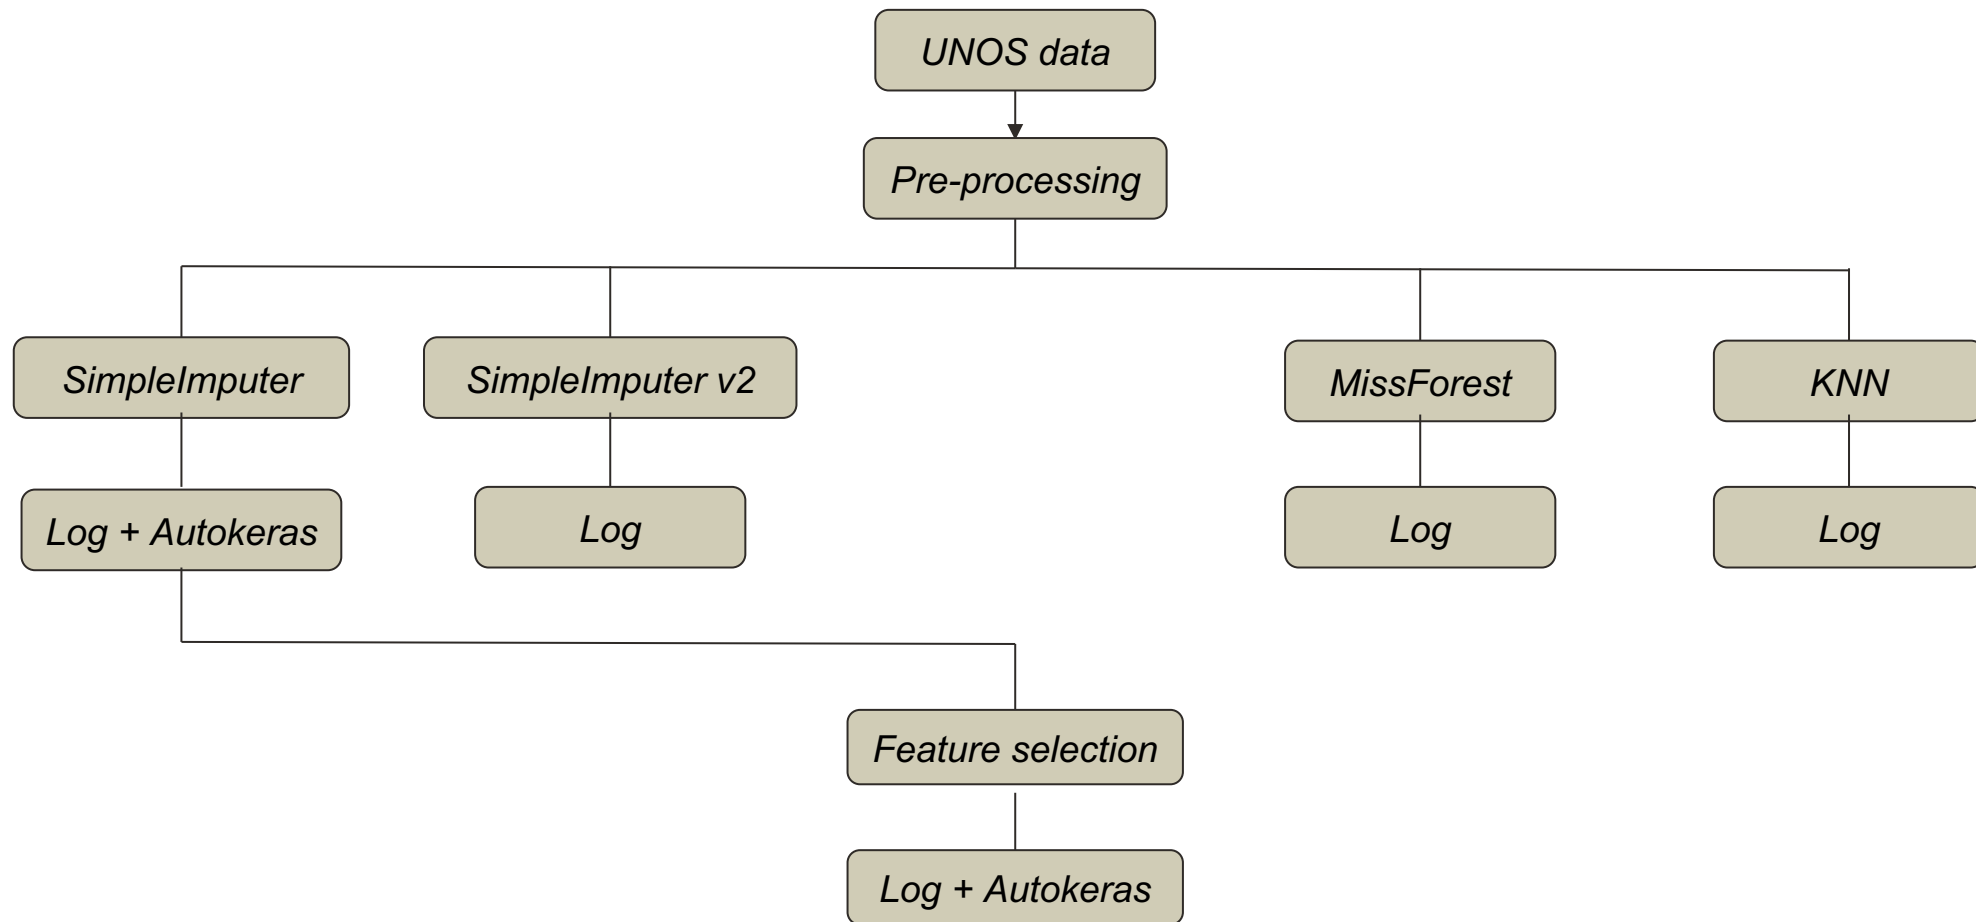 UNOS data
Pre-processing
SimpleImputer
SimpleImputer v2
MissForest
KNN
Log + Autokeras
Log
Log
Log
Feature selection
Log + Autokeras